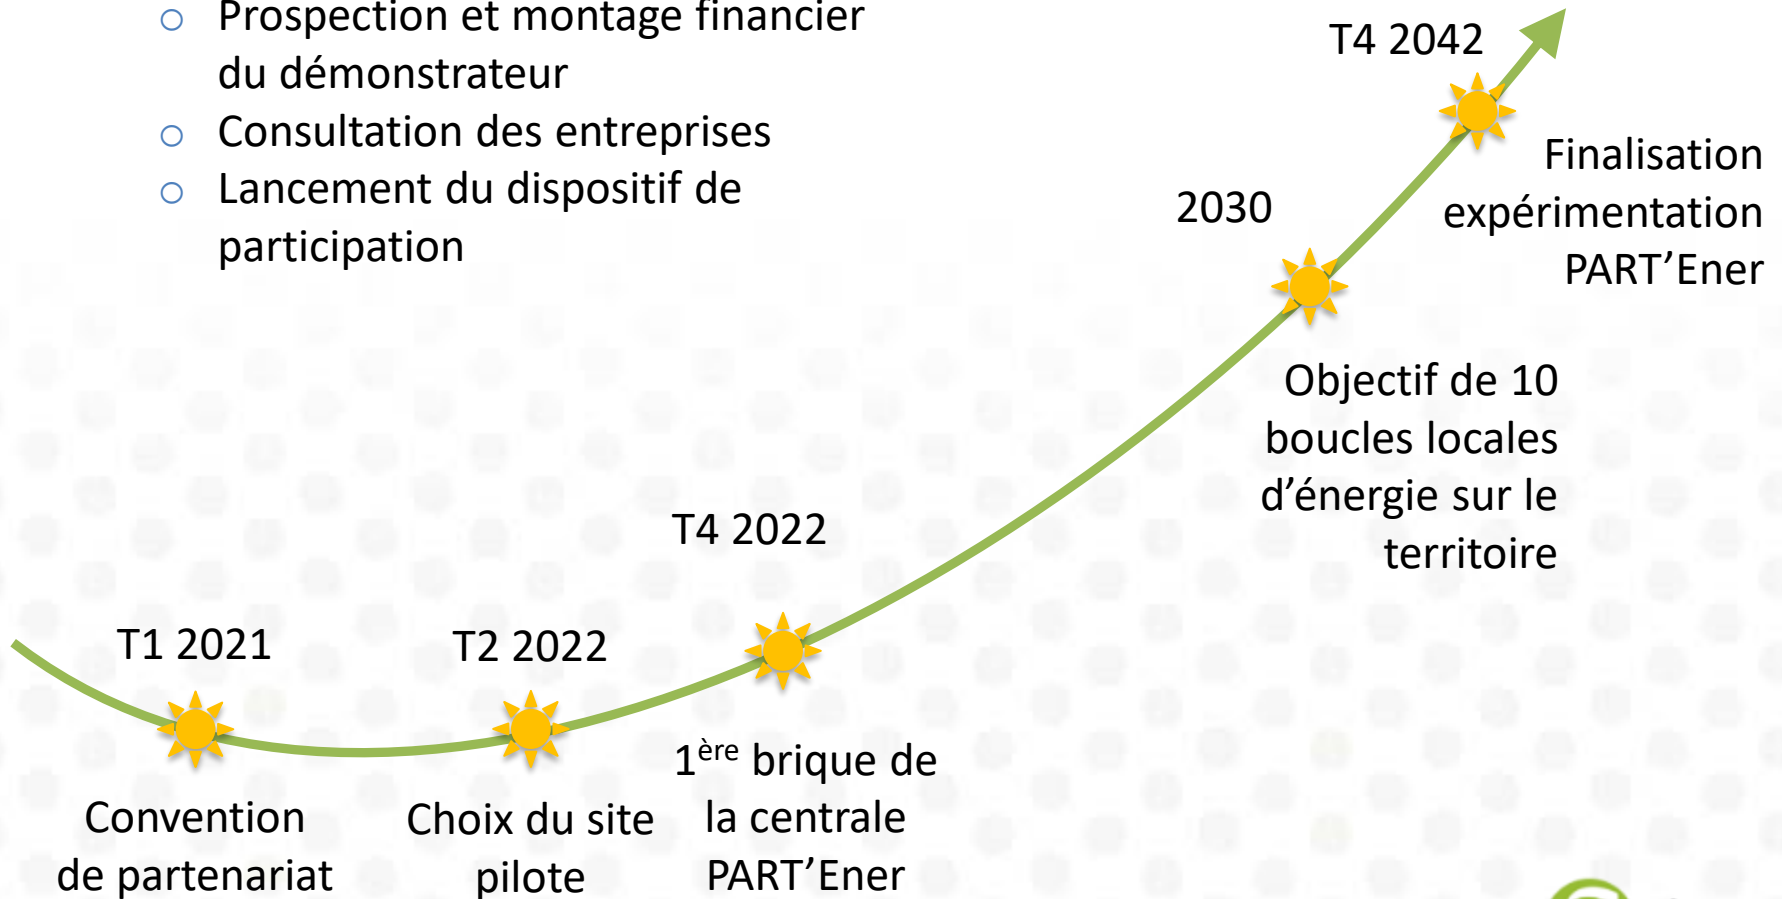 o Prospection et montage financier
du démonstrateur
o Consultation des entreprises
o Lancement du dispositif de
participation
T4 2042
Finalisation
expérimentation
PART’Ener
2030
Objectif de 10
boucles locales
d’énergie sur le
territoire
T4 2022
1ère brique de
la centrale
PART’Ener
T2 2022
Choix du site
pilote
T1 2021
Convention
de partenariat